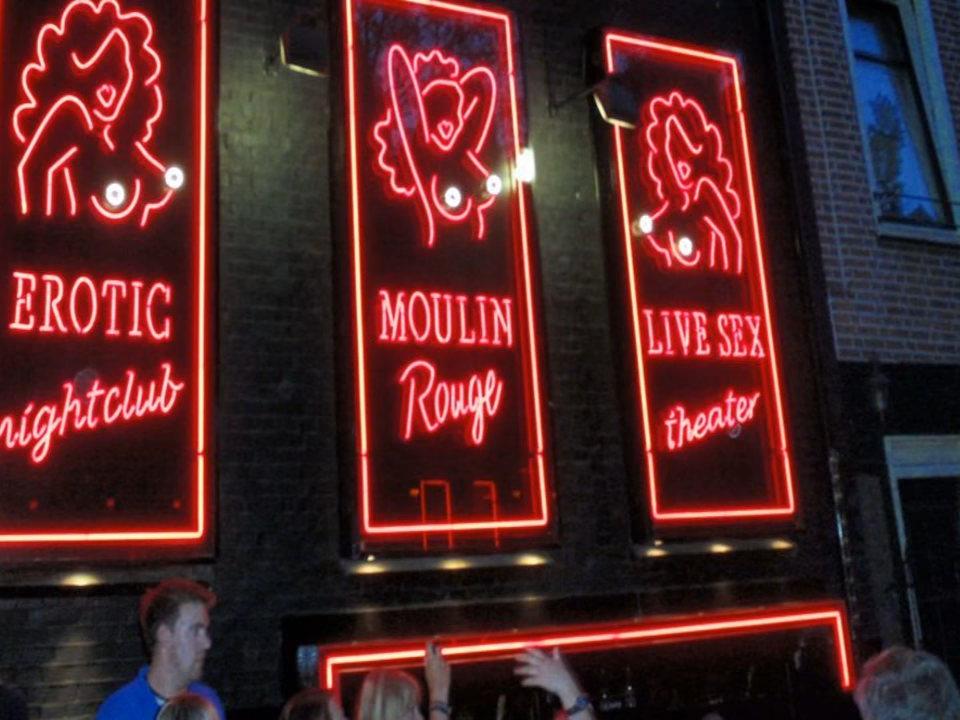 EROTIC
nightclub
MOULIN
Rouge
LIVE SEX
theater